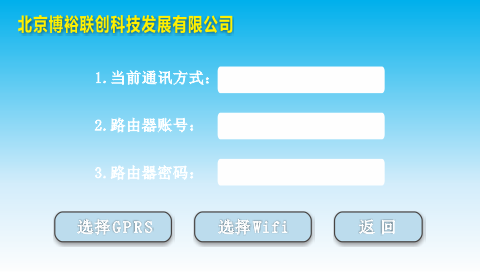 北京博裕联创科技发展有限公司
1.当前通讯方式：
2.路由器账号：
3.路由器密码：
选择GPRS 选择Wifi 返 回